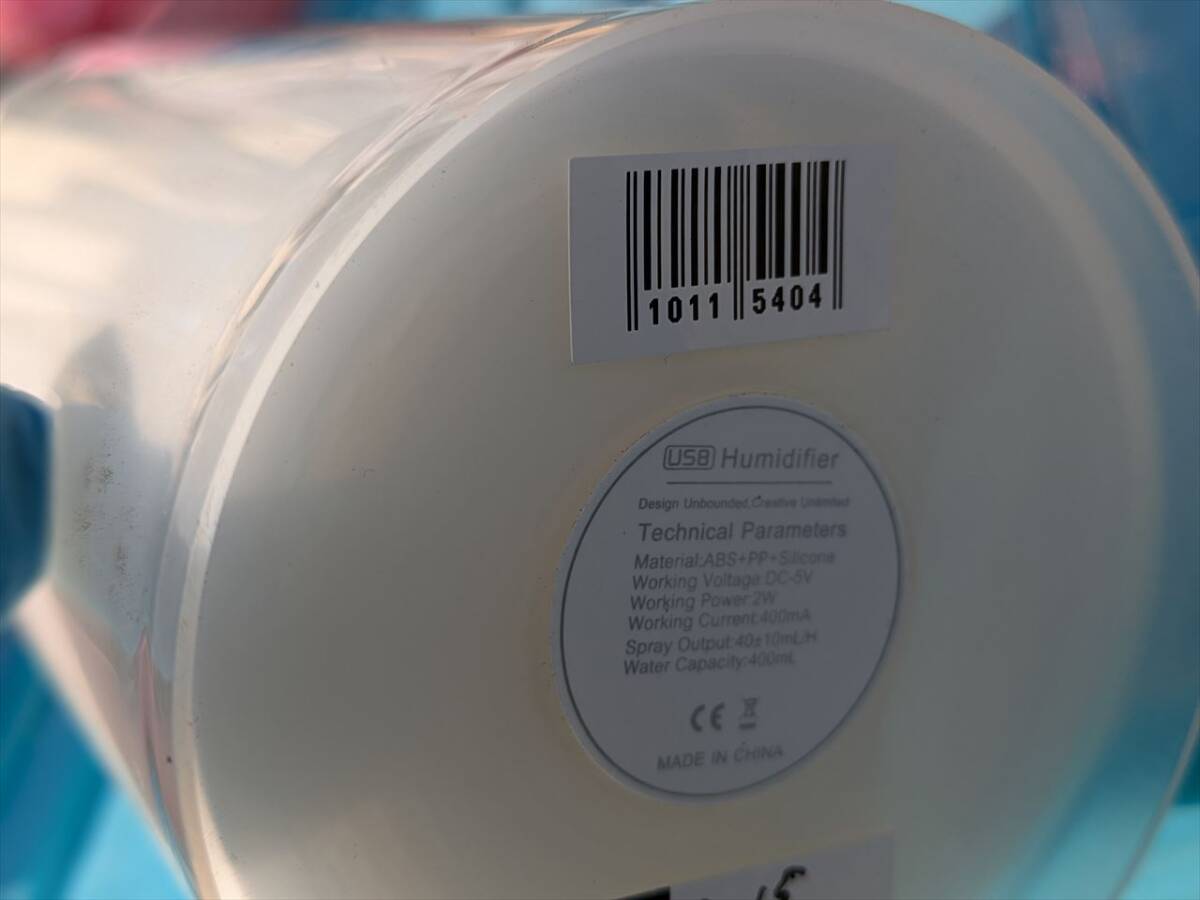 1011 5404
USB Humidifier
Design Unbounded,Creative Unlimited
Technical Parameters
Material:ABS+PP+Silicone
Working Voltage:DC-5V
Working Power:2W
Working Current:400mA
Spray Output:40±10mL/H
Water Capacity:400mL
CE
MADE IN CHINA